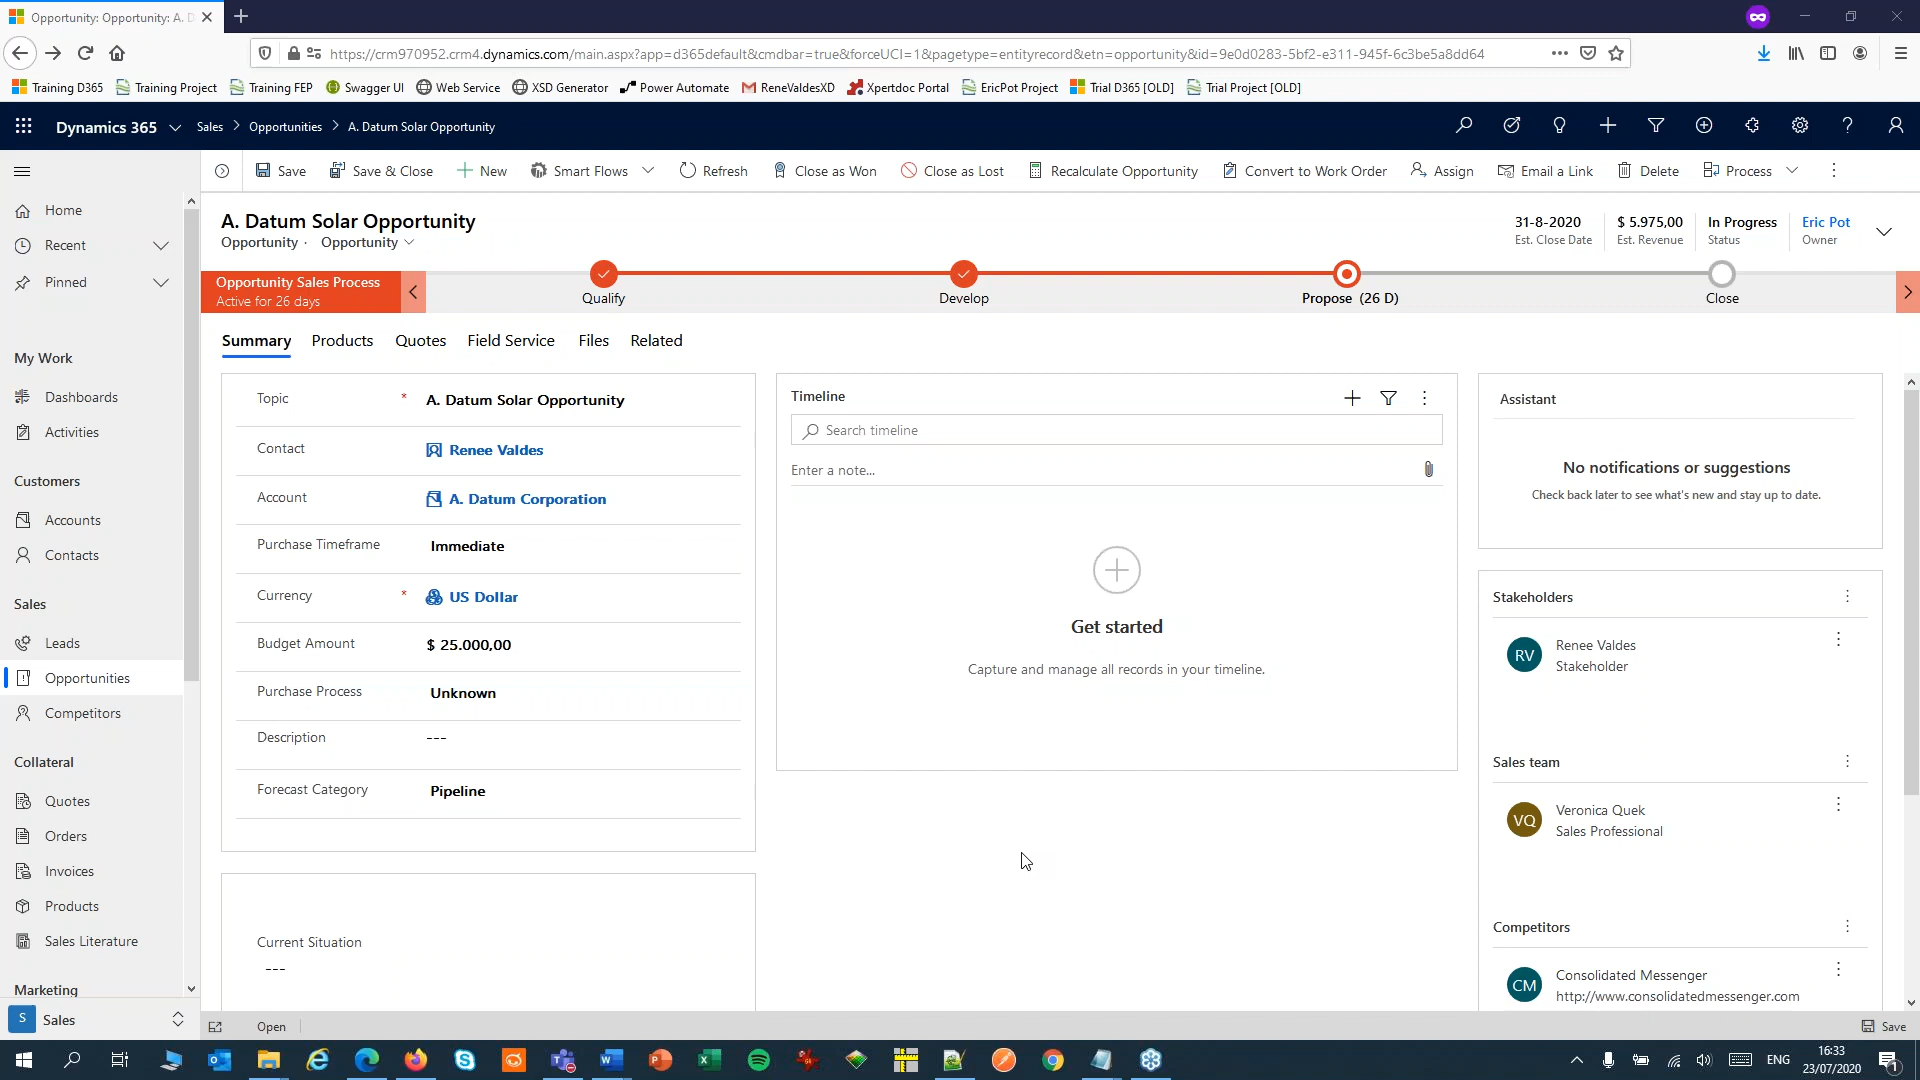 Opportunity: Opportunity: A. D
https://crm970952.crm4.dynamics.com/main.aspx?app=d365default&cmdbar=true&forceUCI=1&pagetype=entityrecord&etn=opportunity&id=9e0d0283-5bf2-e311-945f-6c3be5a8dd64
Training D365 Training Project Training FEP Swagger UI Web Service XSD Generator Power Automate ReneValdesXD Xpertdoc Portal EricPot Project Trial D365 [OLD] Trial Project [OLD]
Dynamics 365 Sales > Opportunities > A. Datum Solar Opportunity
Save Save & Close New Smart Flows Refresh Close as Won Close as Lost Recalculate Opportunity Convert to Work Order Assign Email a Link Delete Process
Home
Recent
Pinned
My Work
Dashboards
Activities
Customers
Accounts
Contacts
Sales
Leads
Opportunities
Competitors
Collateral
Quotes
Orders
Invoices
Products
Sales Literature
Marketing
S Sales
A. Datum Solar Opportunity
Opportunity · Opportunity
31-8-2020
Est. Close Date
$ 5.975,00
Est. Revenue
In Progress
Status
Eric Pot
Owner
Opportunity Sales Process
Active for 26 days
Qualify
Develop
Propose (26 D)
Close
Summary Products Quotes Field Service Files Related
Topic * A. Datum Solar Opportunity
Contact Renee Valdes
Account A. Datum Corporation
Purchase Timeframe Immediate
Currency * US Dollar
Budget Amount $ 25.000,00
Purchase Process Unknown
Description ---
Forecast Category Pipeline
Current Situation
---
Timeline
Search timeline
Enter a note...
Get started
Capture and manage all records in your timeline.
Assistant
No notifications or suggestions
Check back later to see what's new and stay up to date.
Stakeholders
RV Renee Valdes
Stakeholder
Sales team
VQ Veronica Quek
Sales Professional
Competitors
CM Consolidated Messenger
http://www.consolidatedmessenger.com
Open
Save
ENG
16:33
23/07/2020
1